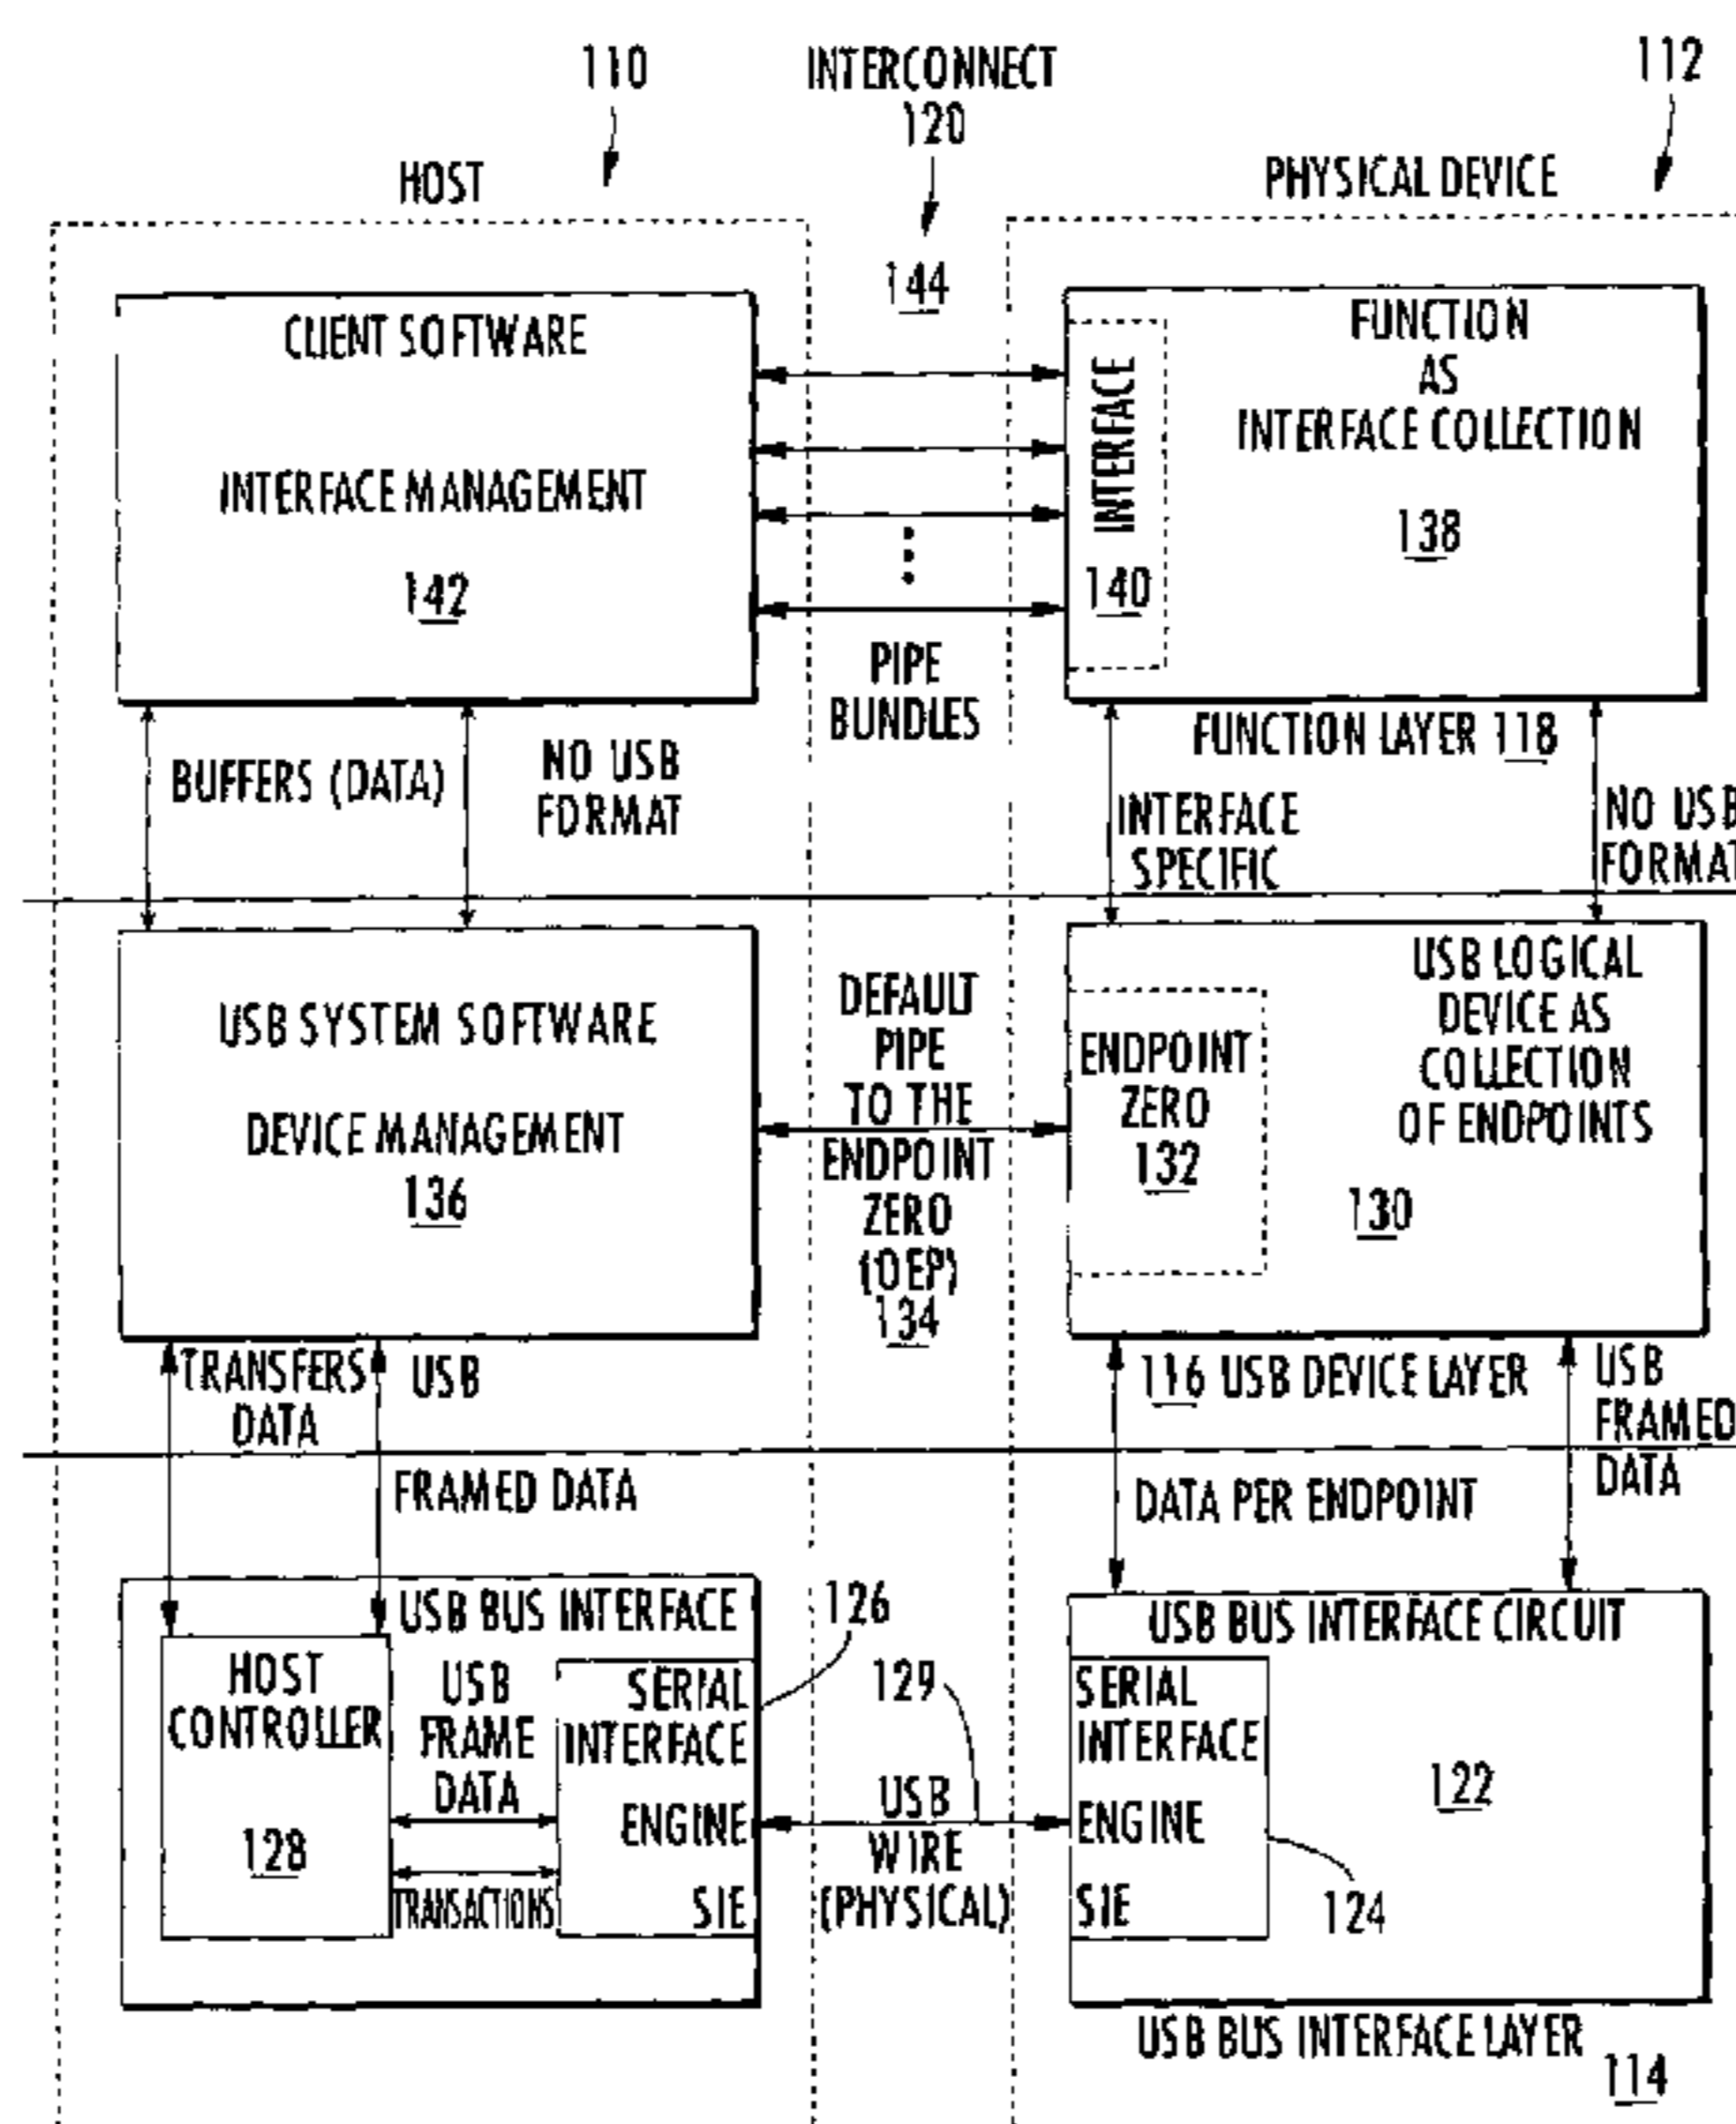 110
INTERCONNECT
120
112
HOST
PHYSICAL DEVICE
144
CLIENT SOFTWARE
INTERFACE MANAGEMENT
142
INTERFACE
140
FUNCTION
AS
INTERFACE COLLECTION
138
PIPE
BUNDLES
BUFFERS (DATA)
NO USB
FORMAT
FUNCTION LAYER 118
INTERFACE
SPECIFIC
NO USB
FORMAT
USB SYSTEM SOFTWARE
DEVICE MANAGEMENT
136
DEFAULT
PIPE
TO THE
ENDPOINT
ZERO
(OEP)
134
ENDPOINT
ZERO
132
USB LOGICAL
DEVICE AS
COLLECTION
OF ENDPOINTS
130
TRANSFERS
DATA
USB
FRAMED DATA
116 USB DEVICE LAYER
USB
FRAMED
DATA
DATA PER ENDPOINT
USB BUS INTERFACE
126
HOST
CONTROLLER
128
USB
FRAME
DATA
TRANSACTIONS
SERIAL
INTERFACE
ENGINE
SIE
129
USB
WIRE
(PHYSICAL)
USB BUS INTERFACE CIRCUIT
SERIAL
INTERFACE
ENGINE
SIE
122
124
USB BUS INTERFACE LAYER
114